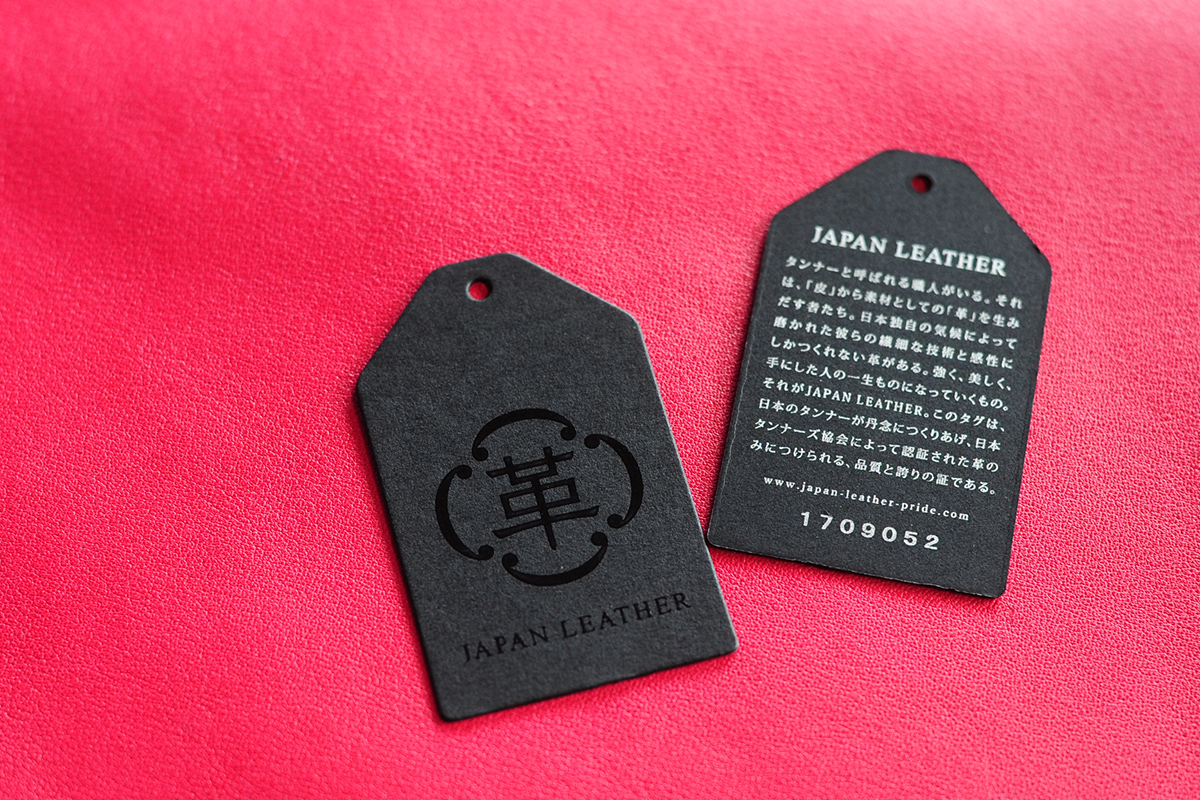 革
JAPAN LEATHER
JAPAN LEATHER
タンナーと呼ばれる職人がいる。それ
は、「皮」から素材としての「革」を生み
だす者たち。日本独自の気候によって
磨かれた彼らの繊細な技術と感性に
しかつくれない革がある。強く、美しく、
手にした人の一生ものになっていくもの。
それがJAPAN LEATHER。このタグは、
日本のタンナーが丹念につくりあげ、日本
タンナーズ協会によって認証された革の
みにつけられる、品質と誇りの証である。
www.japan-leather-pride.com
1709052